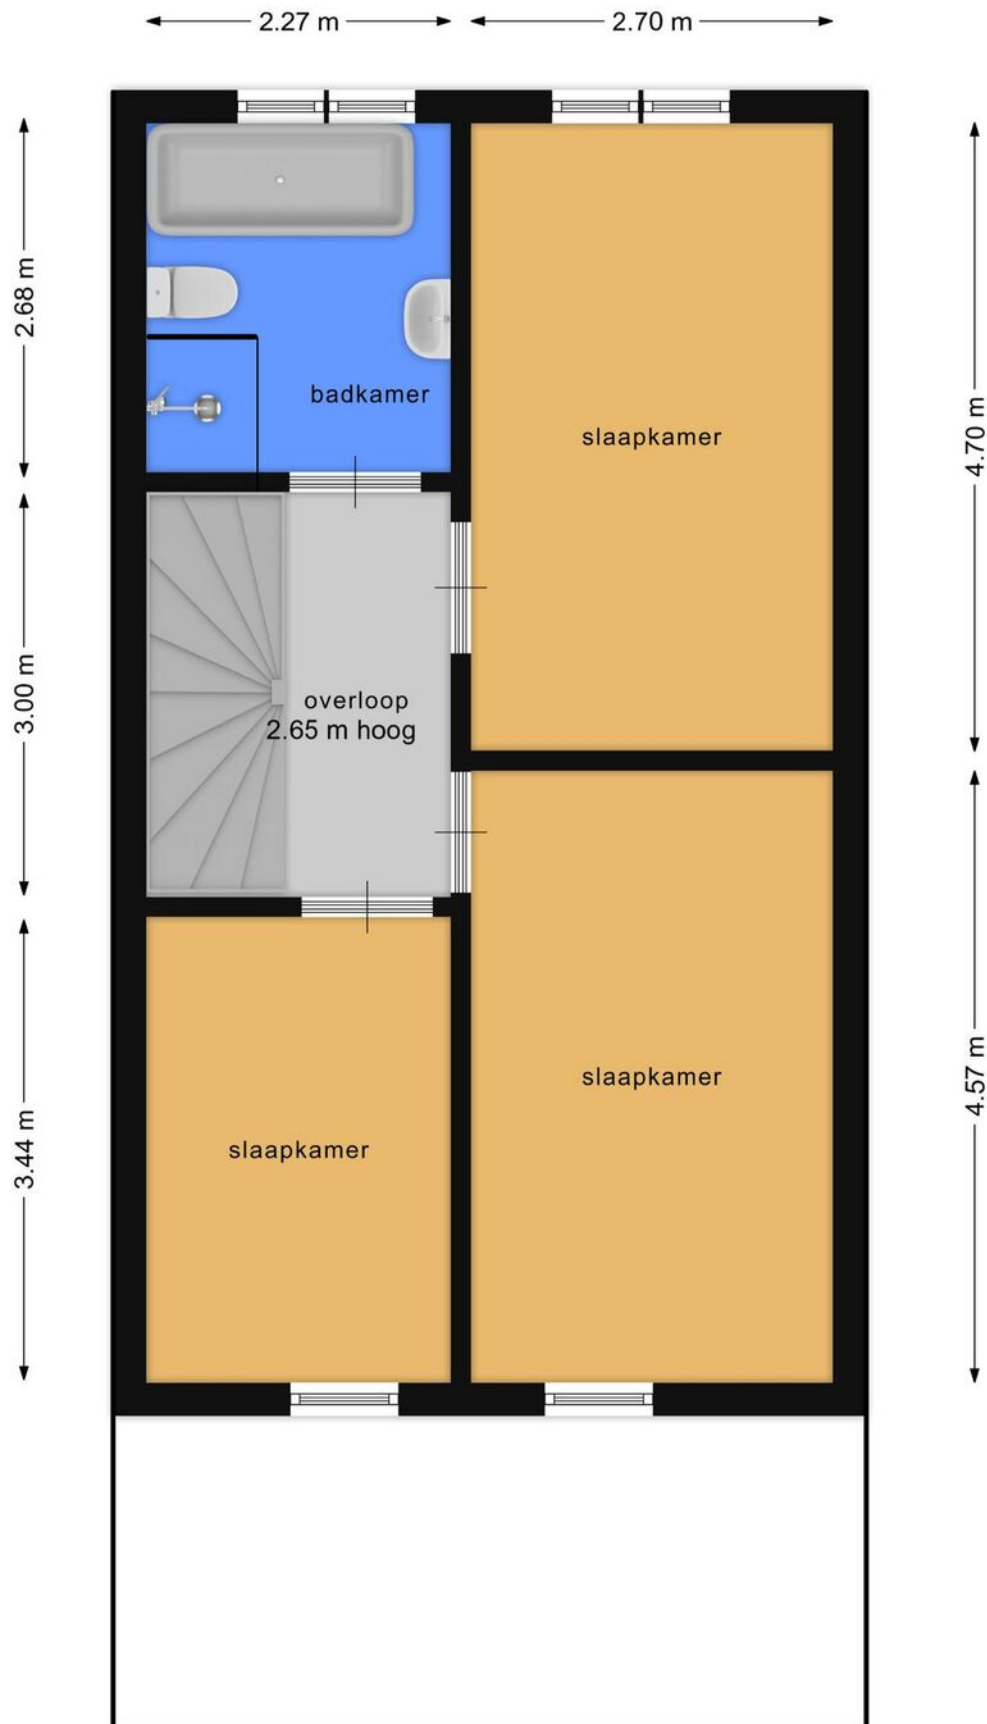 2.27 m
2.70 m
2.68 m
badkamer
slaapkamer
4.70 m
3.00 m
overloop
2.65 m hoog
slaapkamer
4.57 m
3.44 m
slaapkamer